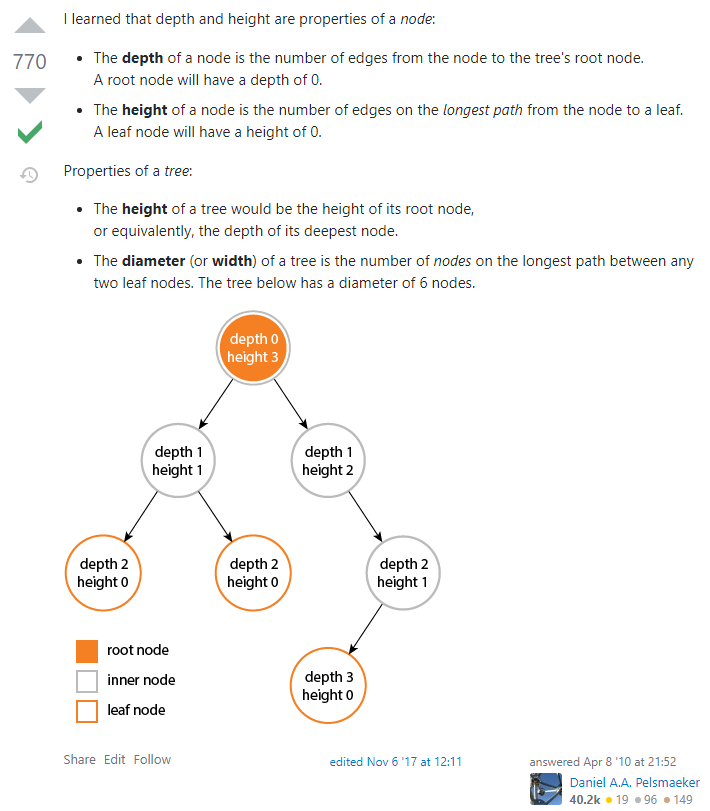 I learned that depth and height are properties of a node:
770
• The depth of a node is the number of edges from the node to the tree's root node.
A root node will have a depth of 0.
• The height of a node is the number of edges on the longest path from the node to a leaf.
A leaf node will have a height of 0.
Properties of a tree:
• The height of a tree would be the height of its root node,
or equivalently, the depth of its deepest node.
• The diameter (or width) of a tree is the number of nodes on the longest path between any
two leaf nodes. The tree below has a diameter of 6 nodes.
depth 0
height 3
depth 1
height 1
depth 1
height 2
depth 2
height 0
depth 2
height 0
depth 2
height 1
depth 3
height 0
root node
inner node
leaf node
Share Edit Follow
edited Nov 6 '17 at 12:11
answered Apr 8 '10 at 21:52
Daniel A.A. Pelsmaeker
40.2k ● 19 ● 96 ● 149